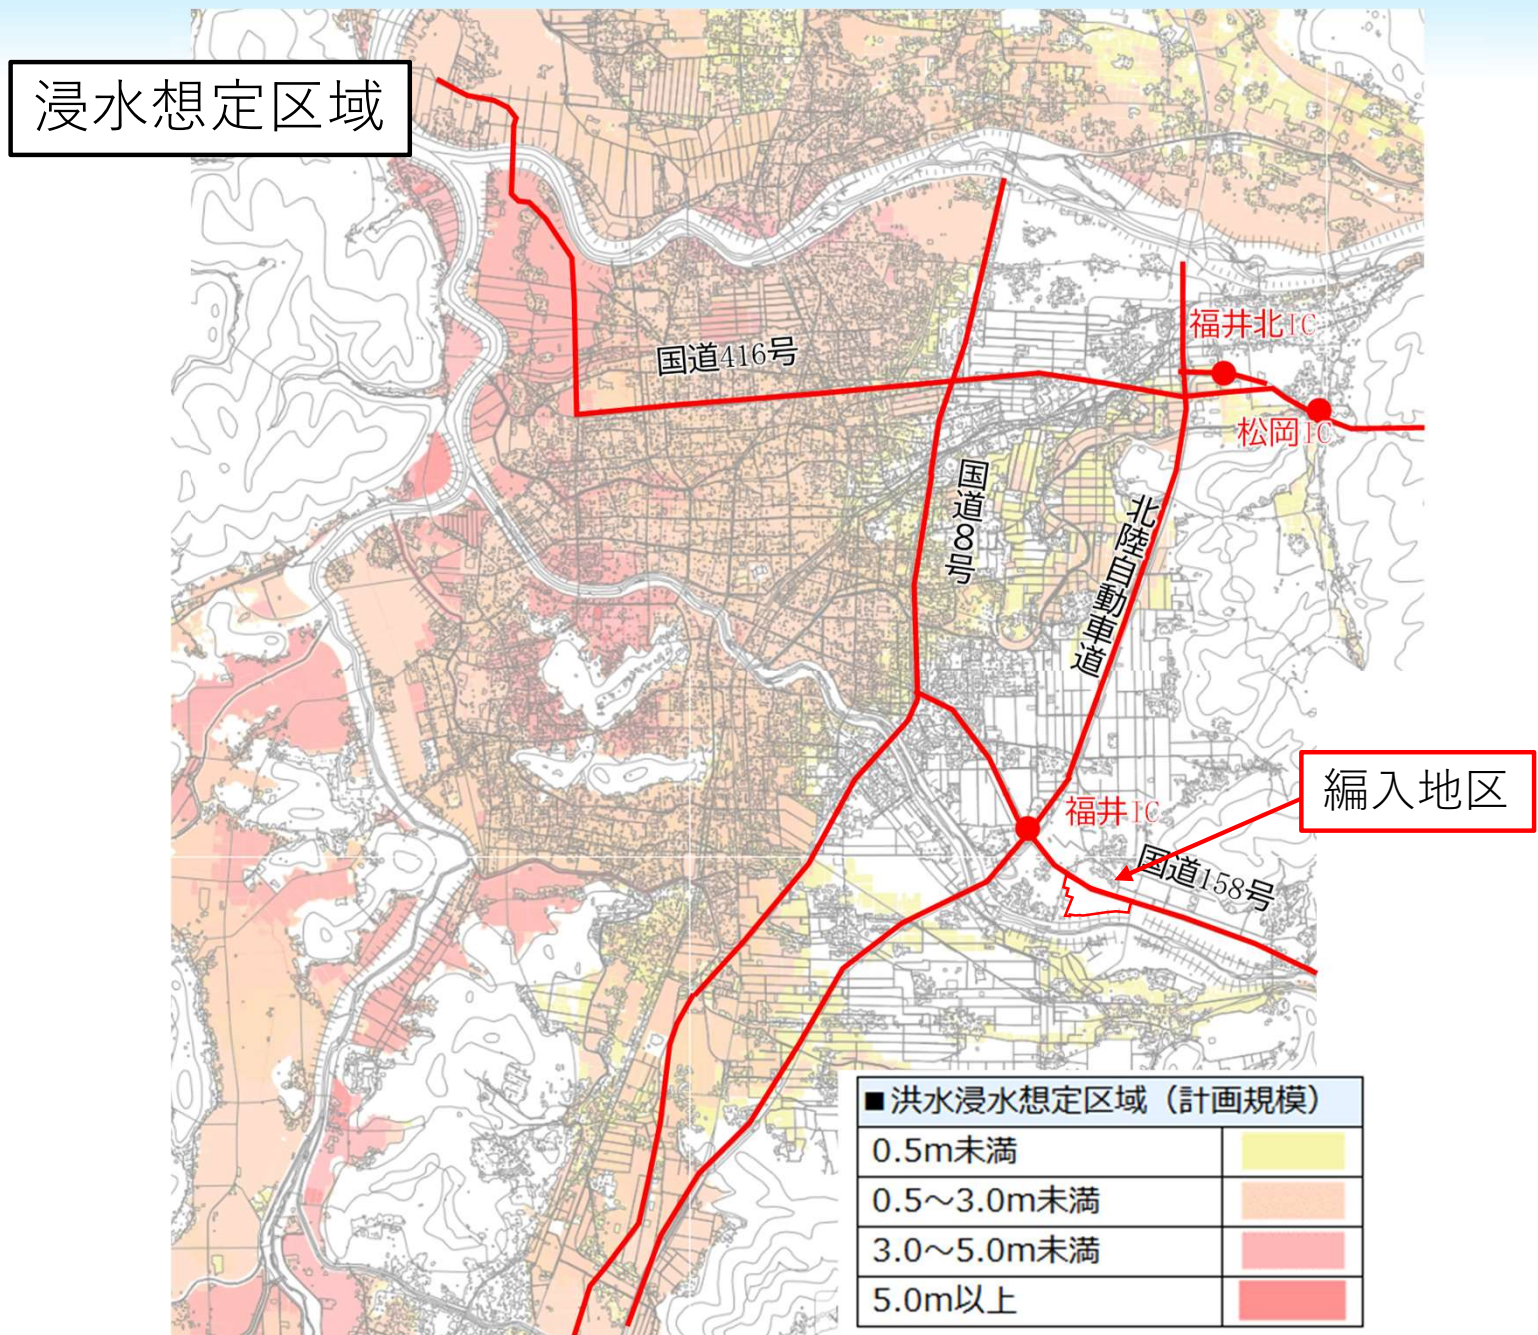 浸水想定区域
国道416号
福井北IC
松岡IC
国道8号
北陸自動車道
福井IC
編入地区
国道158号
■洪水浸水想定区域（計画規模）
0.5m未満
0.5～3.0m未満
3.0～5.0m未満
5.0m以上